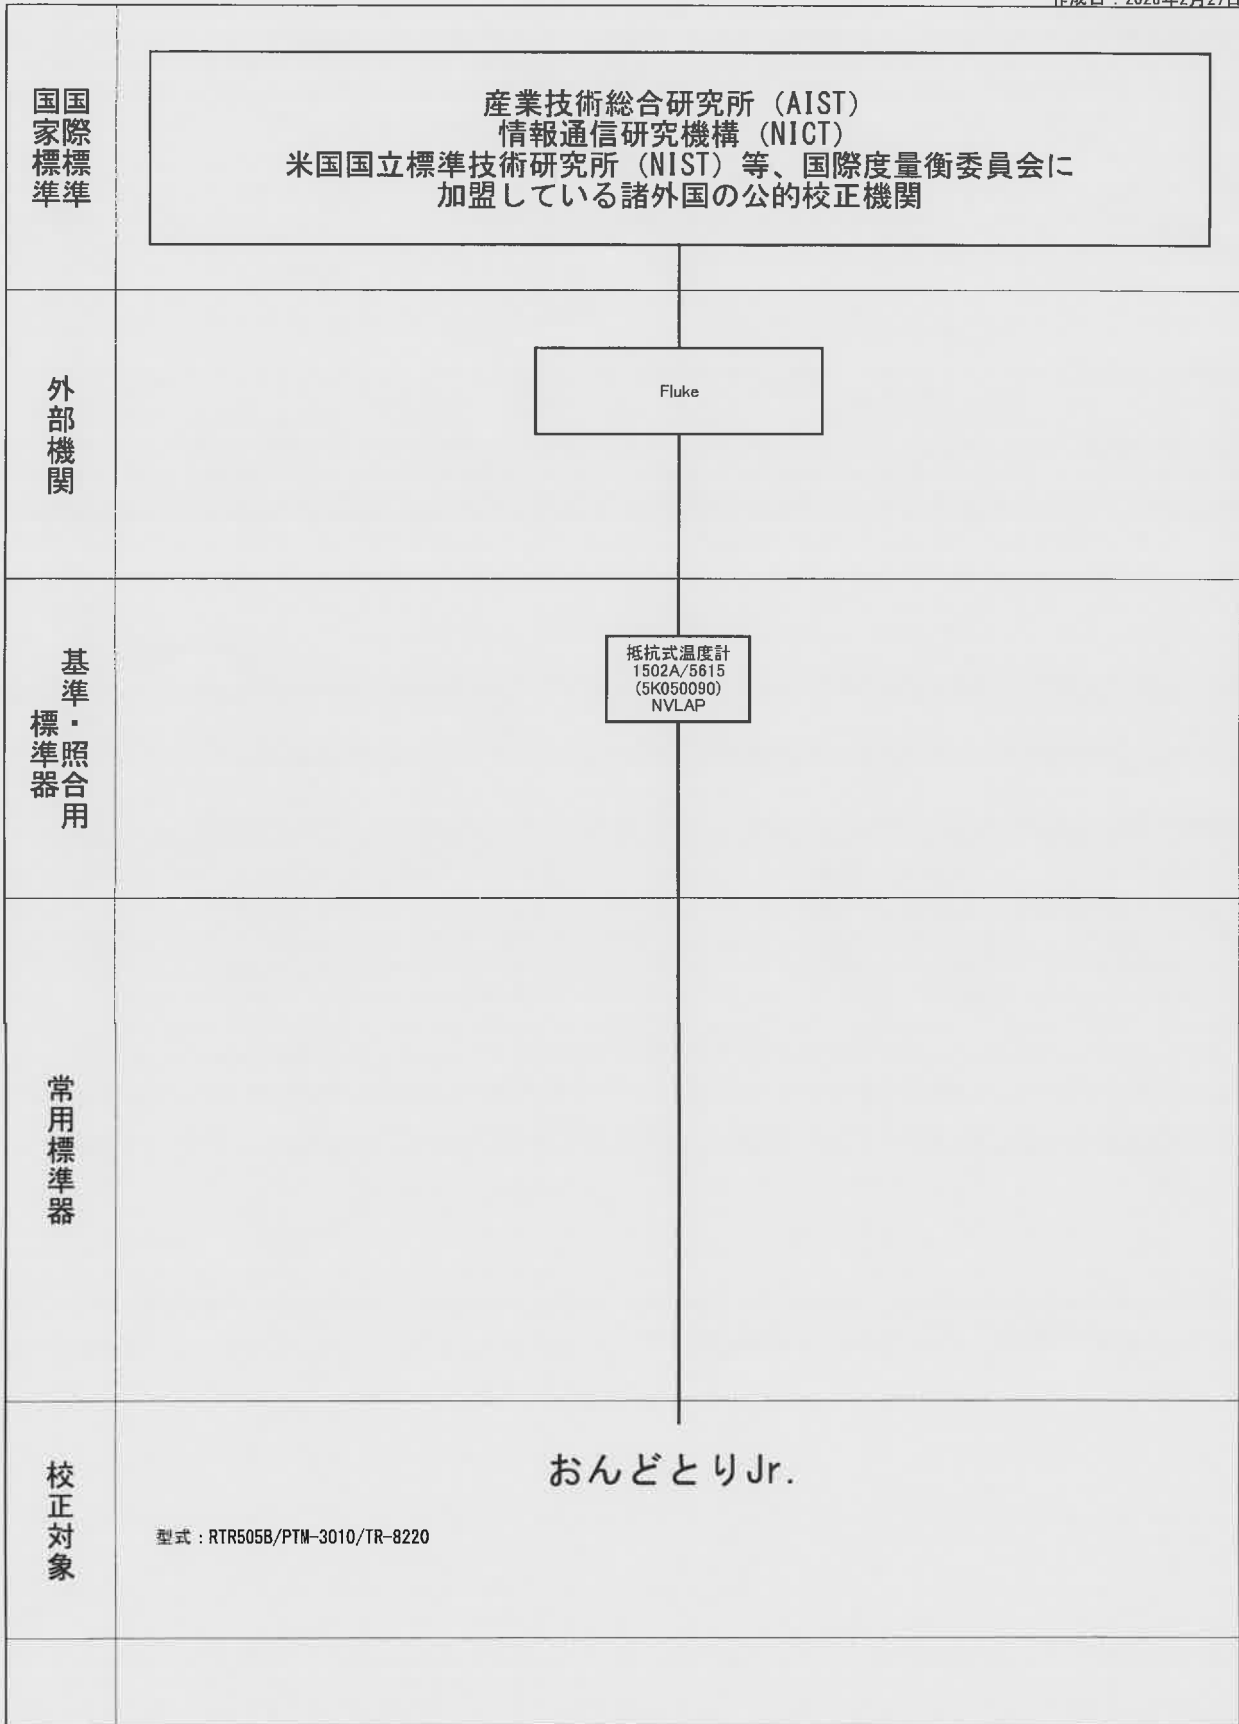 国際標準
国家標準
産業技術総合研究所（AIST）
情報通信研究機構（NICT）
米国国立標準技術研究所（NIST）等、国際度量衡委員会に
加盟している諸外国の公的校正機関
外部機関
Fluke
基準・照合用
標準器
抵抗式温度計
1502A/5615
(5K050090)
NVLAP
常用標準器
校正対象
おんどとりJr.
型式：RTR505B/PTM-3010/TR-8220